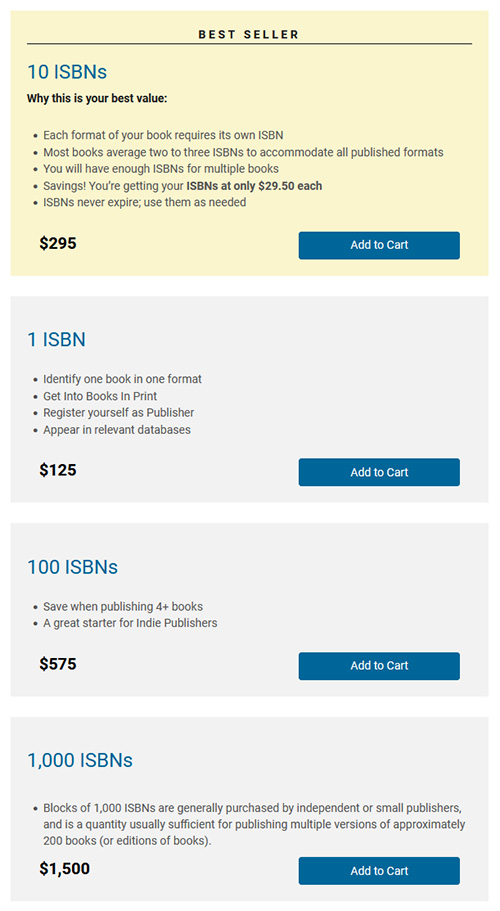 BEST SELLER
10 ISBNs
Why this is your best value:
• Each format of your book requires its own ISBN
• Most books average two to three ISBNs to accommodate all published formats
• You will have enough ISBNs for multiple books
• Savings! You're getting your ISBNs at only $29.50 each
• ISBNs never expire; use them as needed
$295
Add to Cart
1 ISBN
• Identify one book in one format
• Get Into Books In Print
• Register yourself as Publisher
• Appear in relevant databases
$125
Add to Cart
100 ISBNs
• Save when publishing 4+ books
• A great starter for Indie Publishers
$575
Add to Cart
1,000 ISBNs
• Blocks of 1,000 ISBNs are generally purchased by independent or small publishers,
and is a quantity usually sufficient for publishing multiple versions of approximately
200 books (or editions of books).
$1,500
Add to Cart